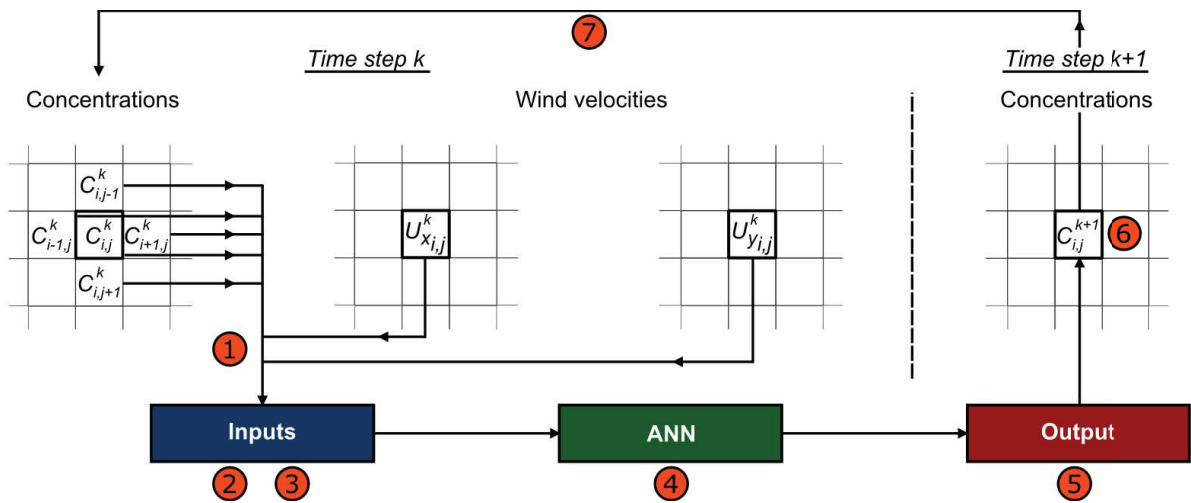 7
Time step k
Time step k+1
Concentrations
Wind velocities
Concentrations
C^k_{i,j-1}
C^k_{i-1,j} C^k_{i,j} C^k_{i+1,j}
C^k_{i,j+1}
U^k_{x_{i,j}}
U^k_{y_{i,j}}
C^{k+1}_{i,j}
6
1
Inputs
ANN
Output
2
3
4
5